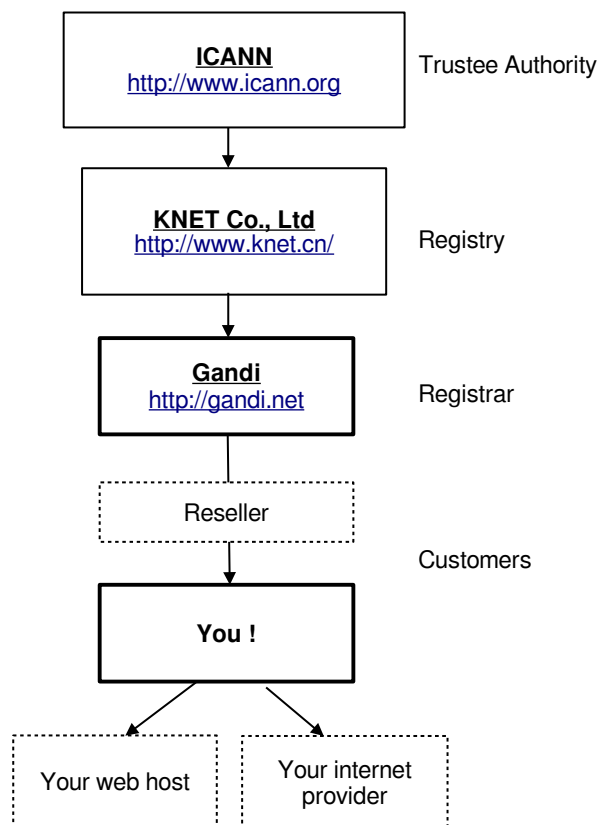 ICANN
http://www.icann.org
Trustee Authority
KNET Co., Ltd
http://www.knet.cn/
Registry
Gandi
http://gandi.net
Registrar
Reseller
Customers
You !
Your web host
Your internet
provider